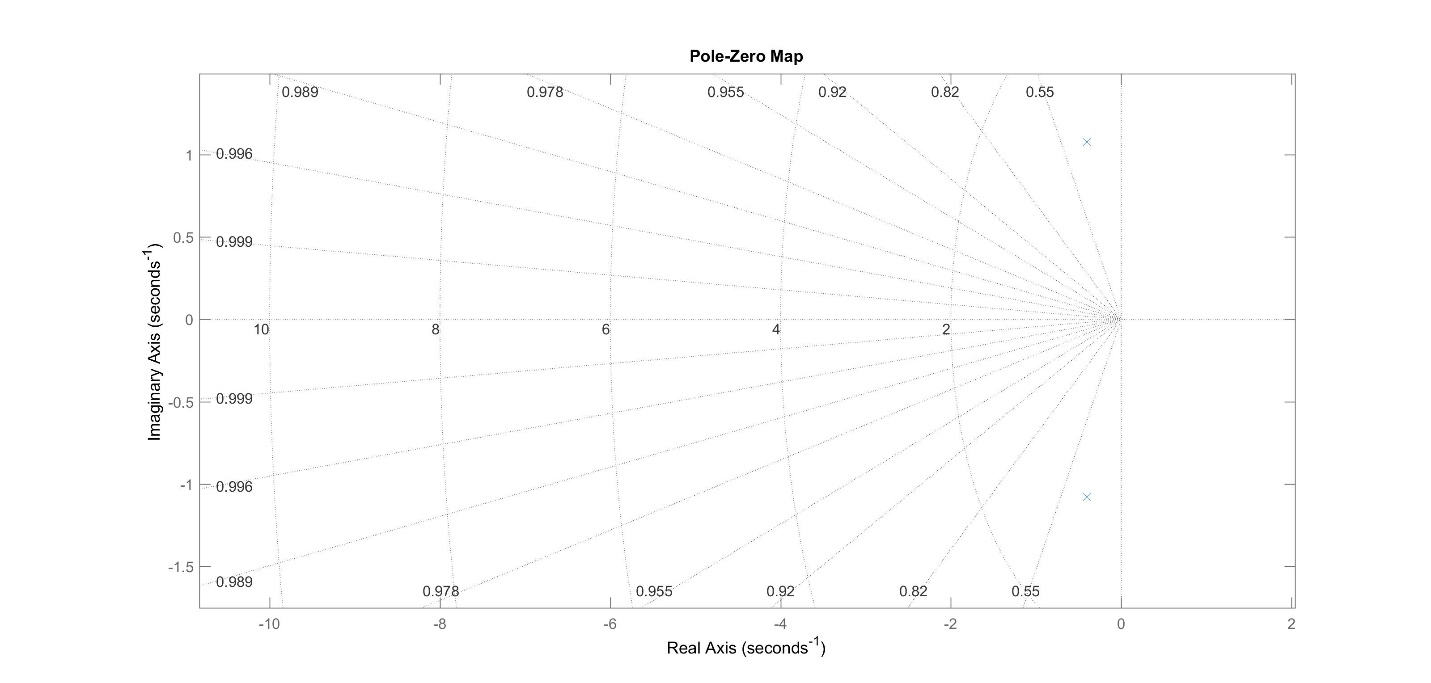 Pole-Zero Map
0.989 0.978 0.955 0.92 0.82 0.55
1 0.996
0.5 0.999
0 10 8 6 4 2
-0.5 0.999
-1 0.996
-1.5 0.989
0.978 0.955 0.92 0.82 0.55
-10 -8 -6 -4 -2 0 2
Real Axis (seconds⁻¹)
Imaginary Axis (seconds⁻¹)